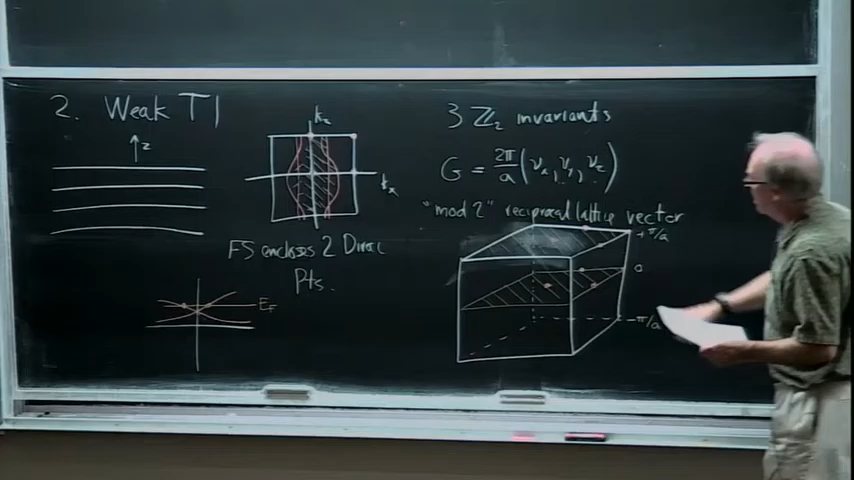 2. Weak TI
z
k_z
k_x
FS encloses 2 Dirac
Pts.
E_F
3 ℤ₂ invariants
G = 2π/a (ν_x, ν_y, ν_z)
"mod 2" reciprocal lattice vector
+π/a
0
-π/a